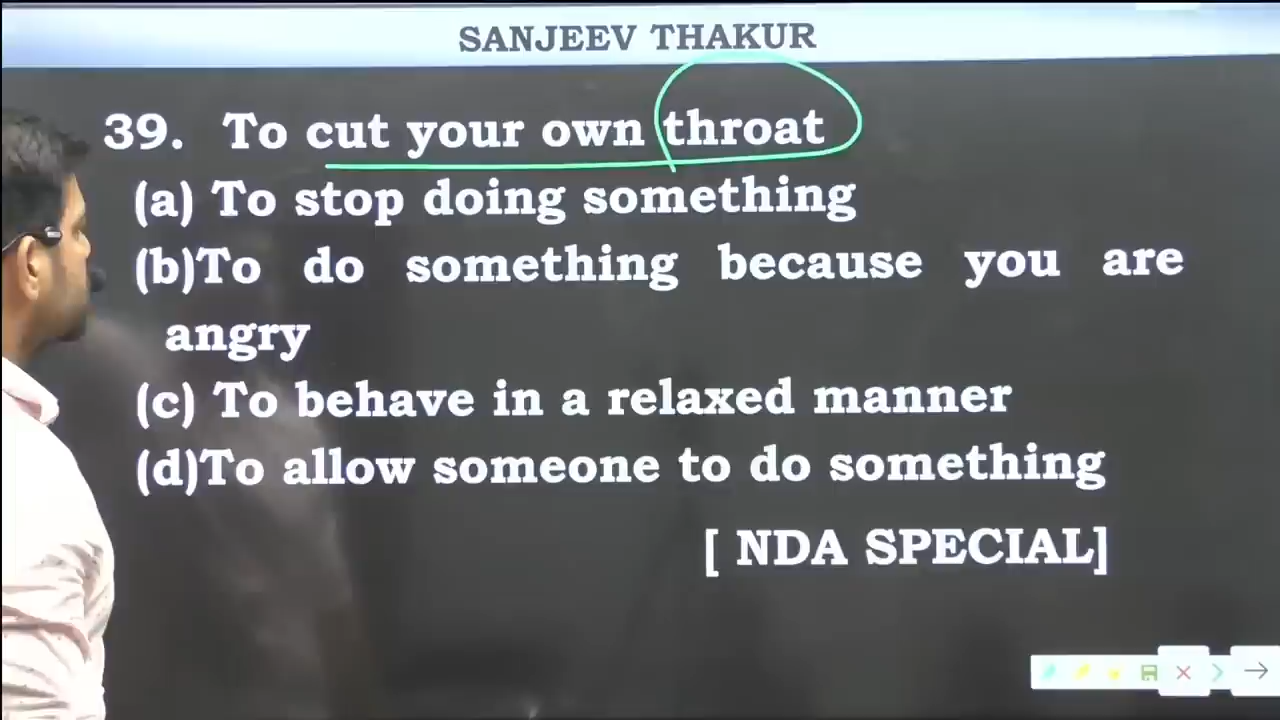 SANJEEV THAKUR
39. To cut your own throat
(a) To stop doing something
(b)To do something because you are
angry
(c) To behave in a relaxed manner
(d)To allow someone to do something
[ NDA SPECIAL]